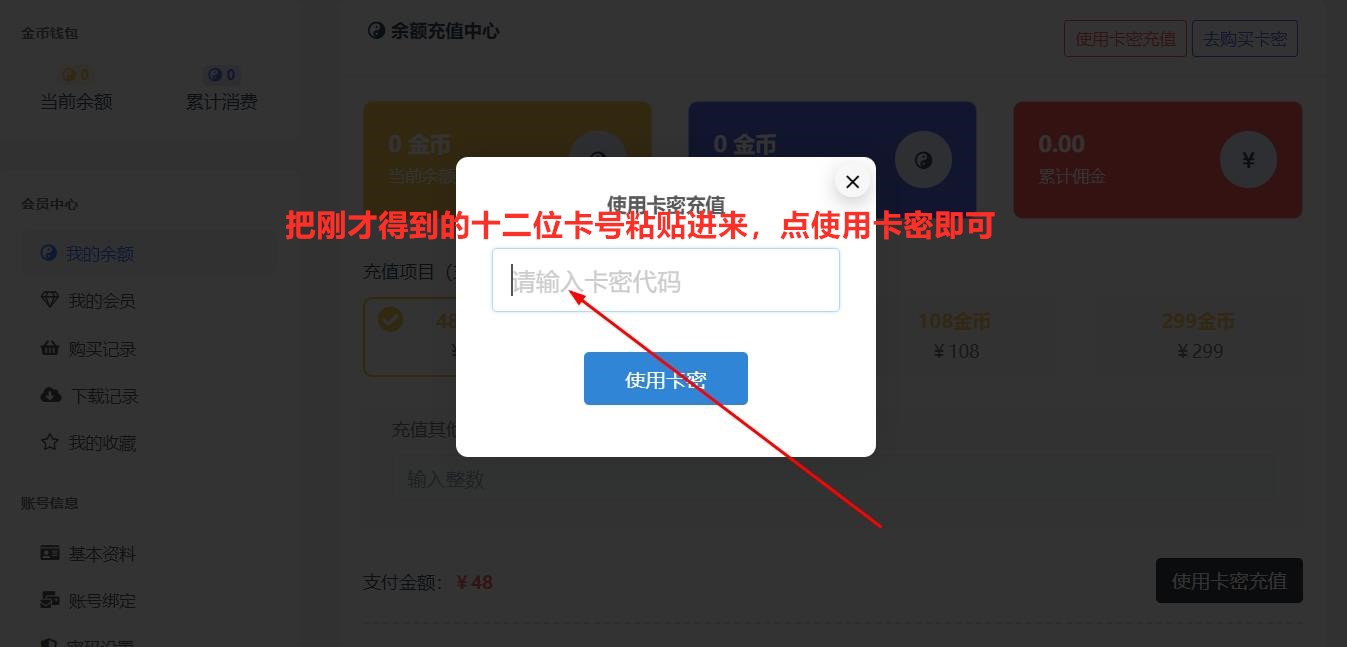 金币钱包
0
0
当前余额
累计消费
会员中心
我的余额
我的会员
购买记录
下载记录
我的收藏
账号信息
基本资料
账号绑定
密码设置
余额充值中心
使用卡密充值
去购买卡密
0 金币
当前余额
0 金币
0.00
累计佣金
¥
使用卡密充值
把刚才得到的十二位卡号粘贴进来，点使用卡密即可
请输入卡密代码
使用卡密
充值项目
48
¥
108金币
¥108
299金币
¥299
充值其他
输入整数
支付金额：¥48
使用卡密充值